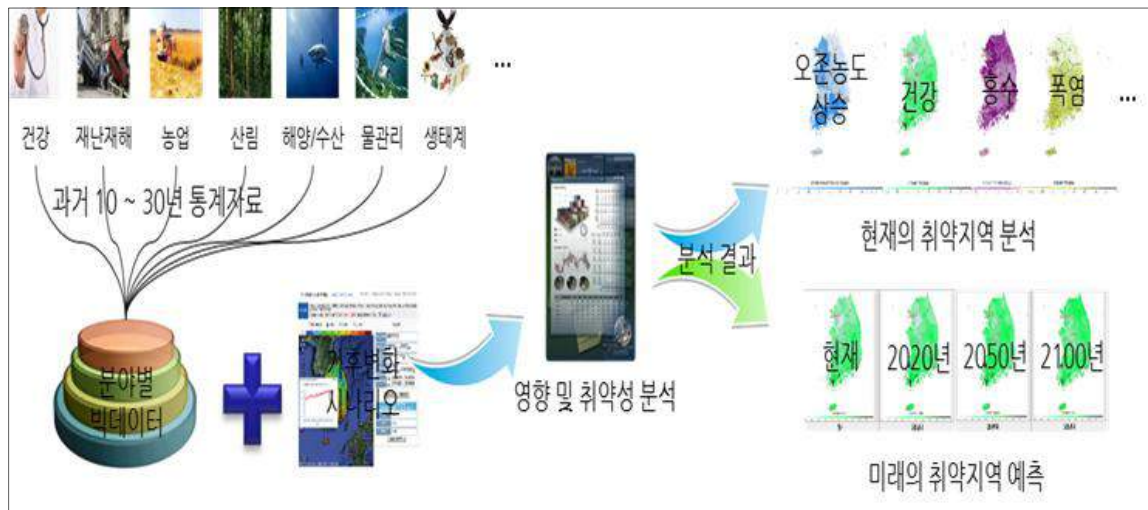 건강
재난재해
농업
산림
해양/수산
물관리
생태계
...
과거 10 ~ 30년 통계자료
분야별
빅데이터
기후변화
시나리오
영향 및 취약성 분석
분석 결과
오존농도
상승
건강
홍수
폭염
...
현재의 취약지역 분석
현재
2020년
2050년
2100년
미래의 취약지역 예측